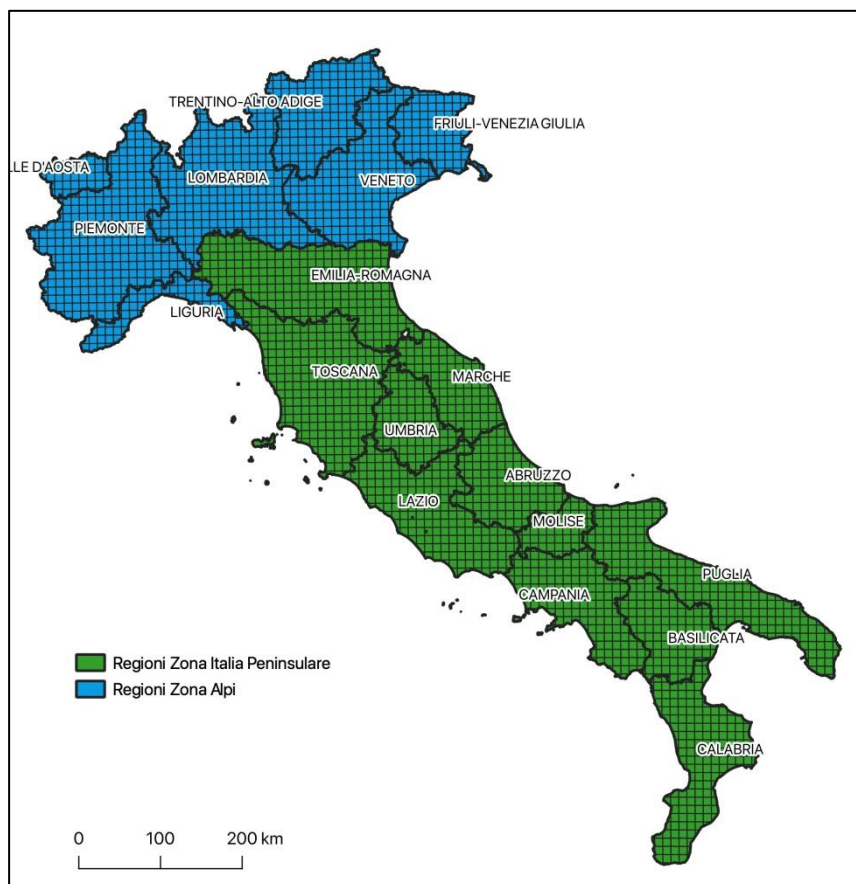 TRENTINO-ALTO ADIGE
FRIULI-VENEZIA GIULIA
LLE D'AOSTA
LOMBARDIA
VENETO
PIEMONTE
EMILIA-ROMAGNA
LIGURIA
TOSCANA
MARCHE
UMBRIA
ABRUZZO
LAZIO
MOLISE
PUGLIA
CAMPANIA
BASILICATA
Regioni Zona Italia Peninsulare
Regioni Zona Alpi
CALABRIA
0 100 200 km